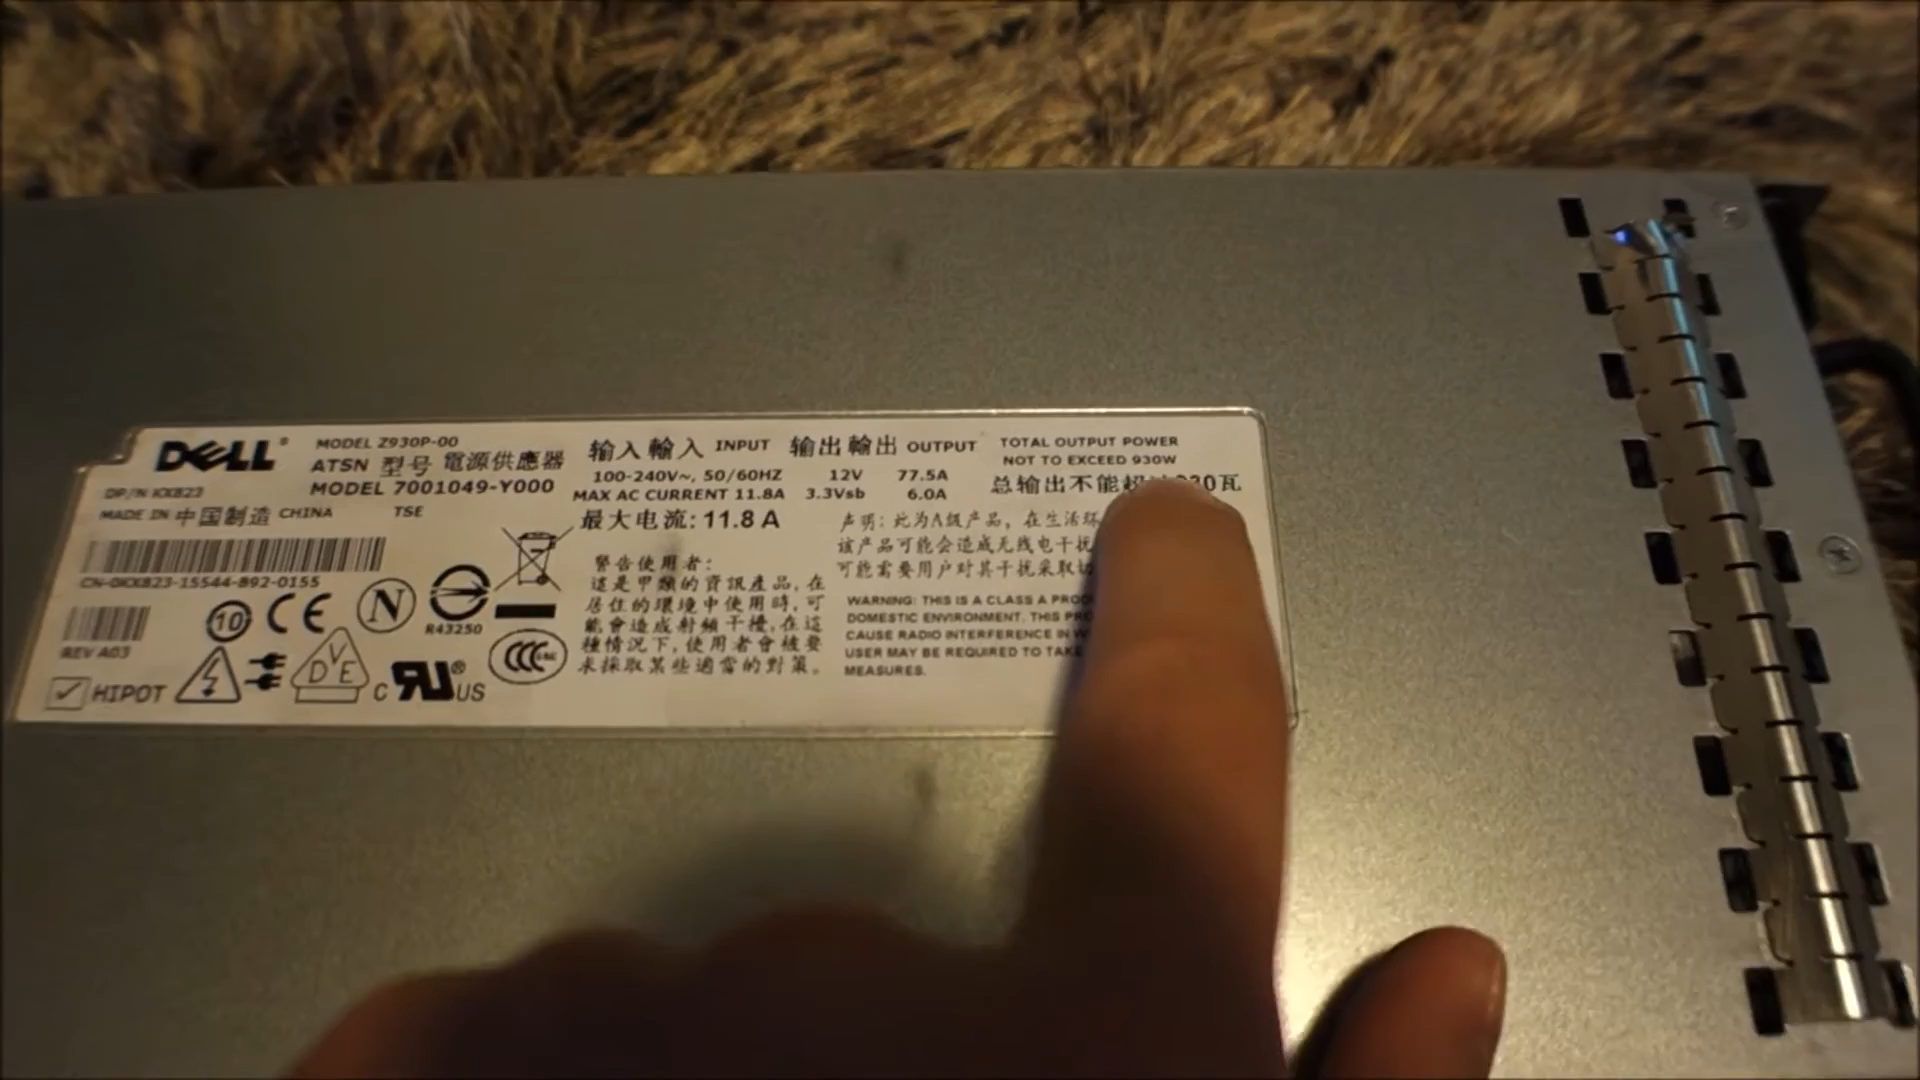 DELL
MODEL Z930P-00
ATSN 型号 電源供應器
MODEL 7001049-Y000
DP/N KX823
MADE IN 中国制造 CHINA TSE
CN-0KX823-15544-892-0155
REV A03
HIPOT
10
CE
N
R43250
DVE
C RU US
CCC
输入 輸入 INPUT
100-240V~, 50/60HZ
MAX AC CURRENT 11.8A
最大电流: 11.8 A
输出 輸出 OUTPUT
12V 77.5A
3.3Vsb 6.0A
TOTAL OUTPUT POWER
NOT TO EXCEED 930W
总输出不能超 30瓦
警告使用者:
這是甲類的資訊產品, 在
居住的環境中使用時, 可
能會造成射頻干擾, 在這
種情況下, 使用者會被要
求採取某些適當的對策。
声明: 此为A级产品, 在生活环
该产品可能会造成无线电干扰
可能需要用户对其干扰采取切
WARNING: THIS IS A CLASS A
DOMESTIC ENVIRONMENT. THIS
CAUSE RADIO INTERFERENCE IN
USER MAY BE REQUIRED TO TAKE
MEASURES.